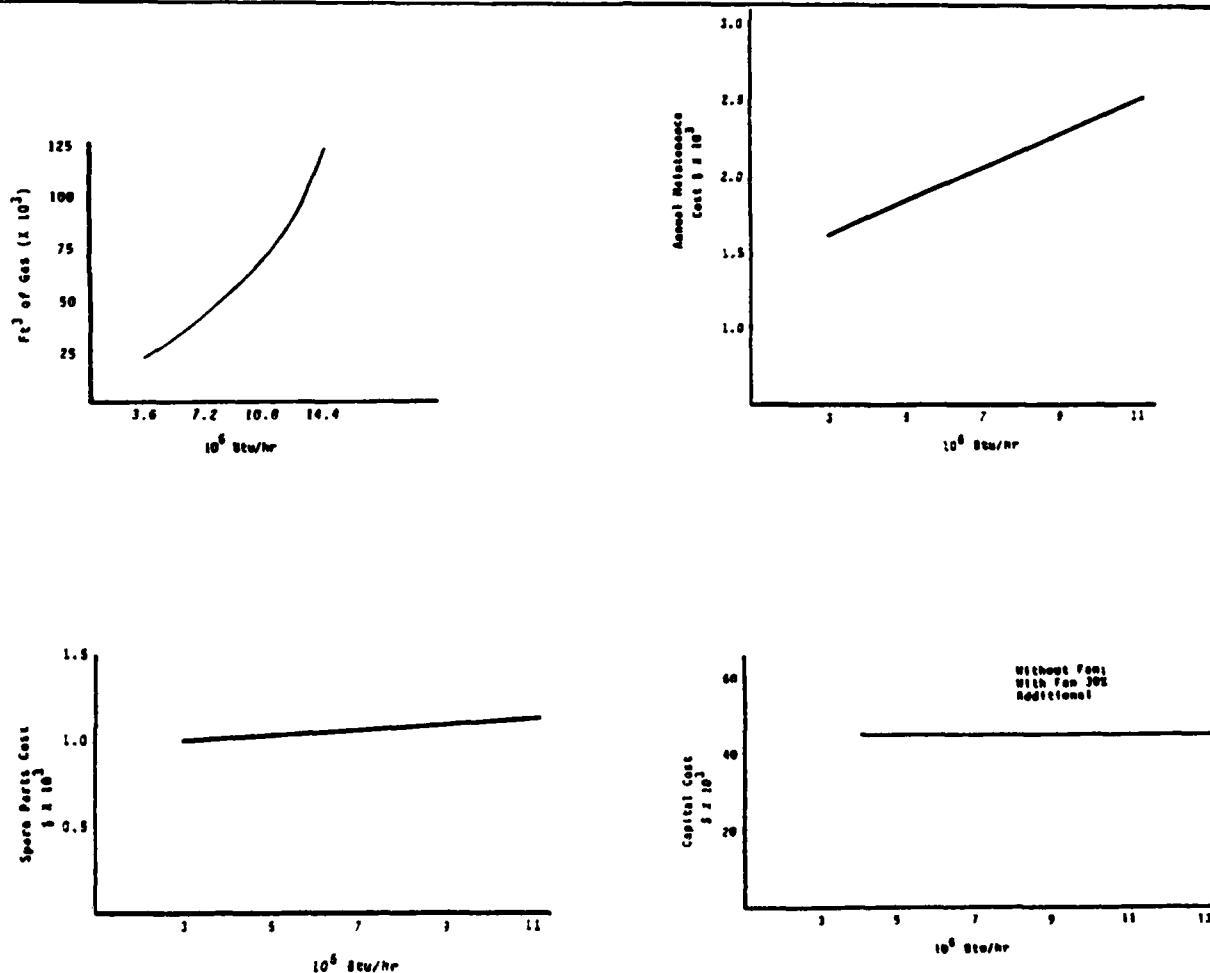 125
100
75
50
25
Ft³ of Gas (X 10³)
3.6 7.2 10.8 14.4
10⁶ Btu/hr
3.0
2.5
2.0
1.5
1.0
Annual Maintenance
Cost $ X 10³
3 5 7 9 11
10⁶ Btu/hr
1.5
1.0
0.5
Spare Parts Cost
$ X 10³
3 5 7 9 11
10⁶ Btu/hr
Without Fan;
With Fan 30%
Additional
60
40
20
Capital Cost
$ X 10³
3 5 7 9 11 13
10⁶ Btu/hr